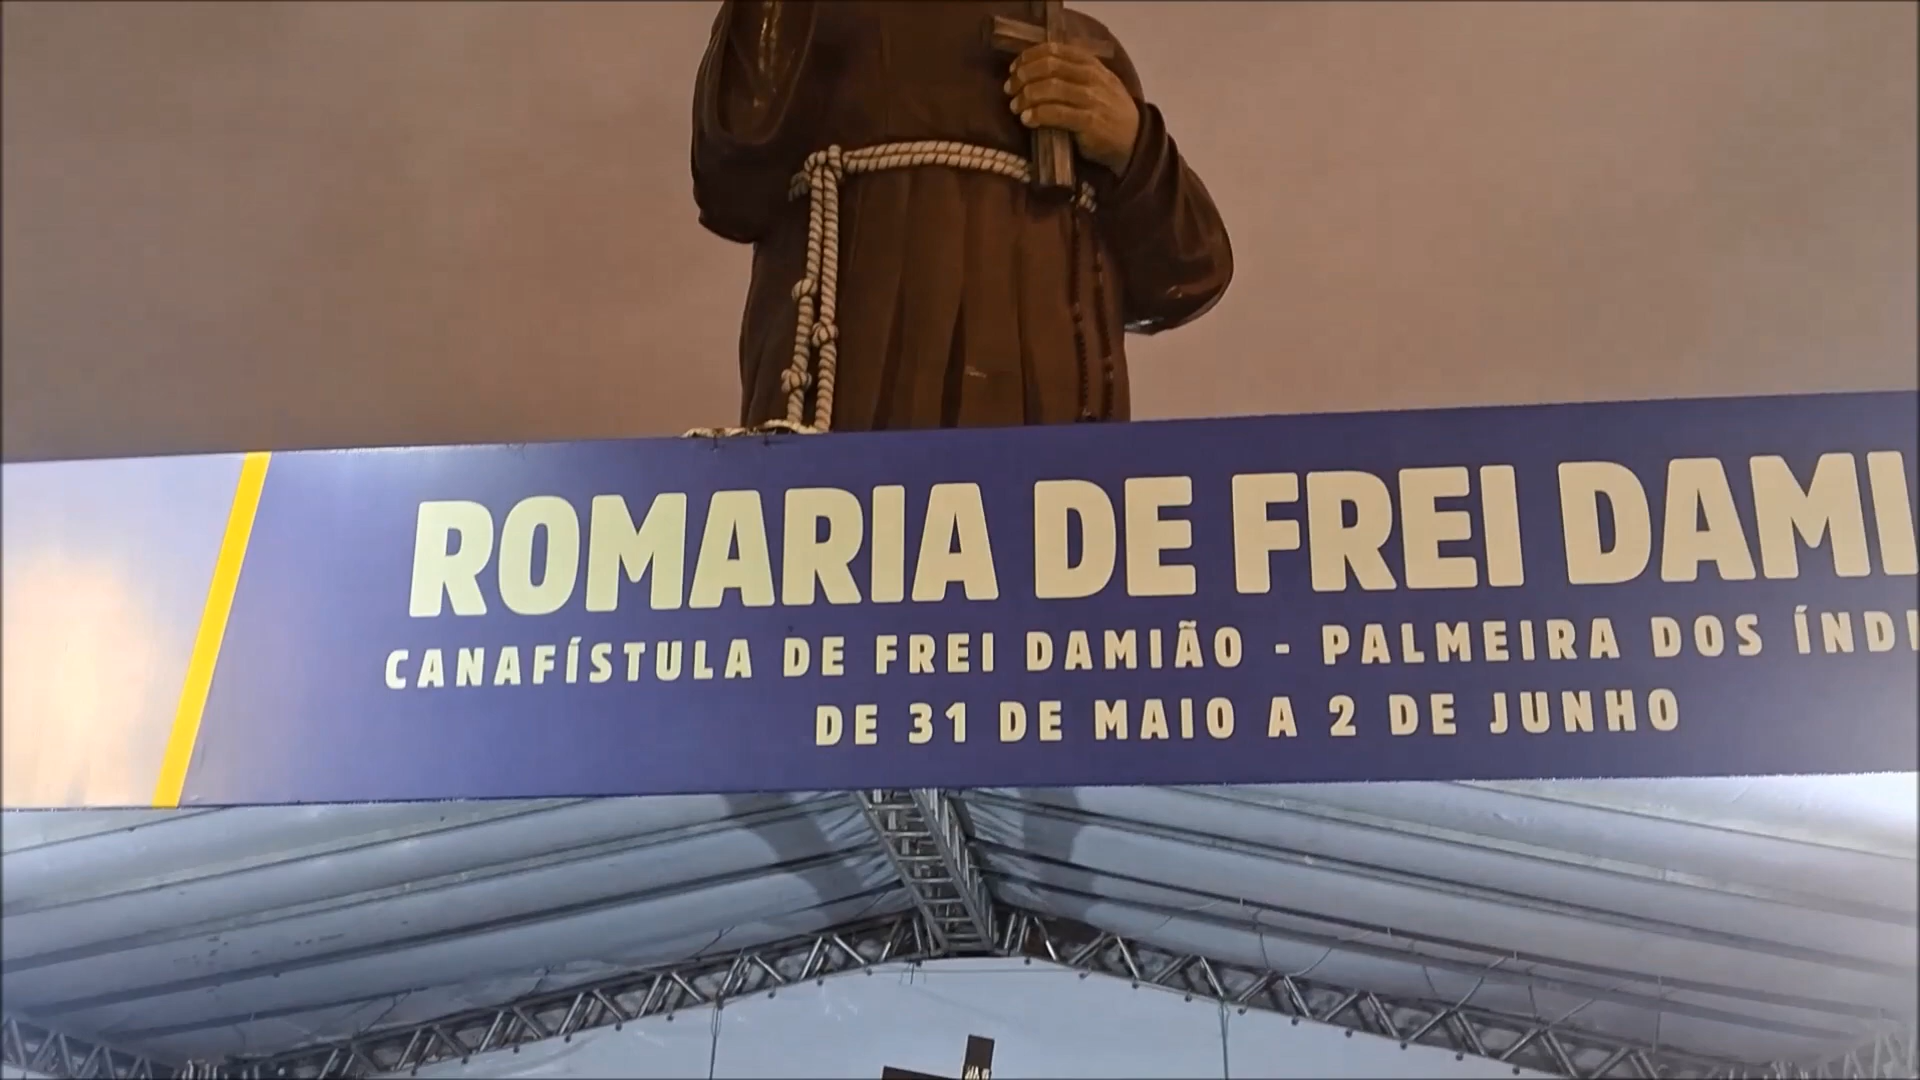 ROMARIA DE FREI DAMI
CANAFÍSTULA DE FREI DAMIÃO - PALMEIRA DOS ÍNDI
DE 31 DE MAIO A 2 DE JUNHO